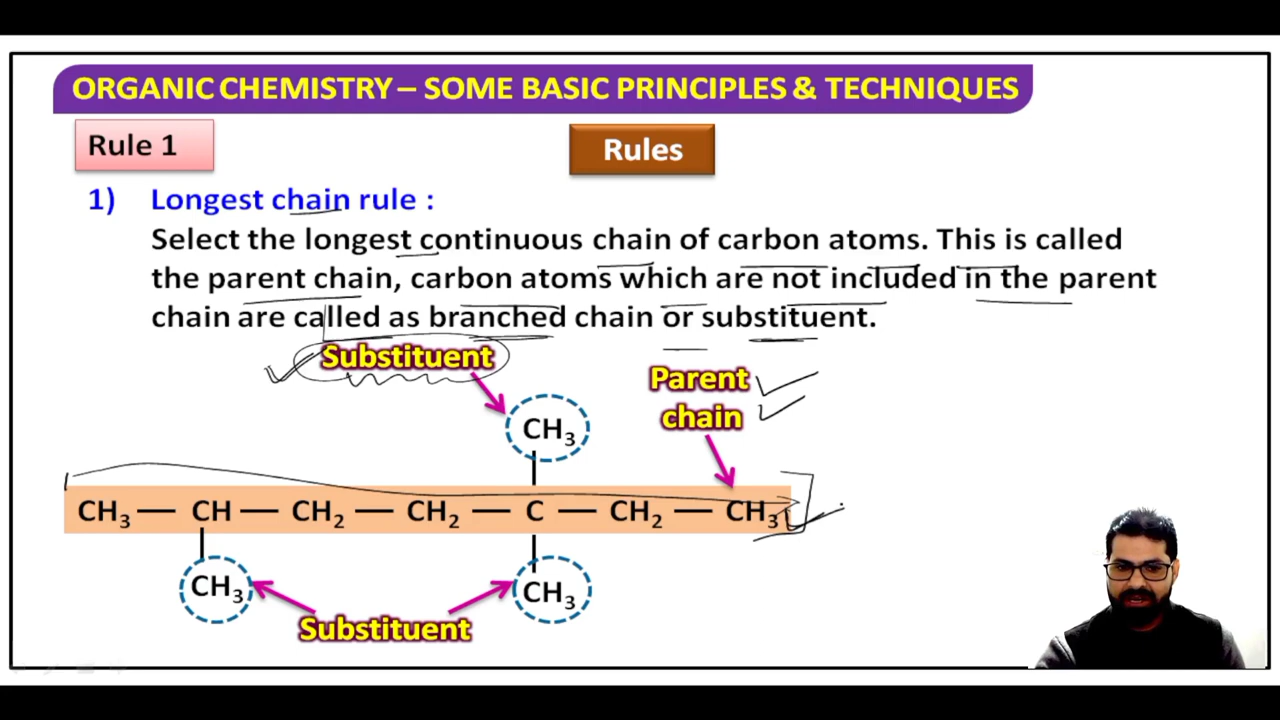 ORGANIC CHEMISTRY – SOME BASIC PRINCIPLES & TECHNIQUES
Rule 1
Rules
1) Longest chain rule :
Select the longest continuous chain of carbon atoms. This is called
the parent chain, carbon atoms which are not included in the parent
chain are called as branched chain or substituent.
Substituent
Parent
chain
CH₃
CH₃ — CH — CH₂ — CH₂ — C — CH₂ — CH₃
CH₃ CH₃
Substituent